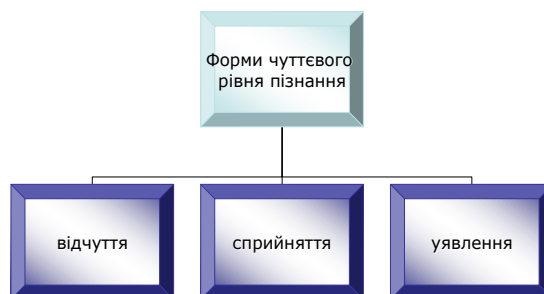 Форми чуттєвого
рівня пізнання
відчуття
сприйняття
уявлення